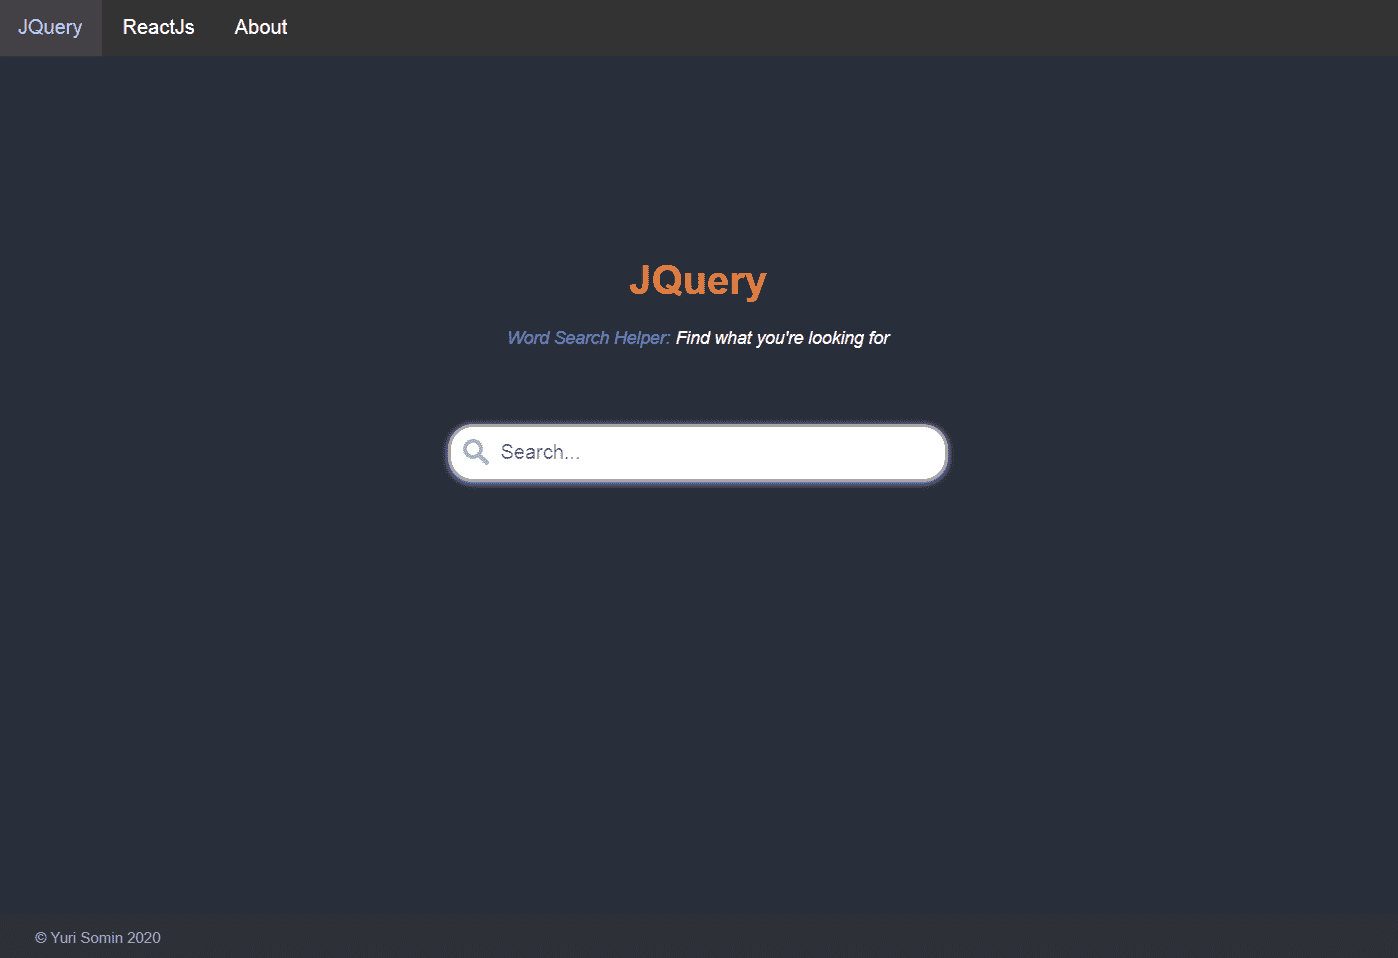 JQuery ReactJs About
JQuery
Word Search Helper: Find what you're looking for
Search...
© Yuri Somin 2020